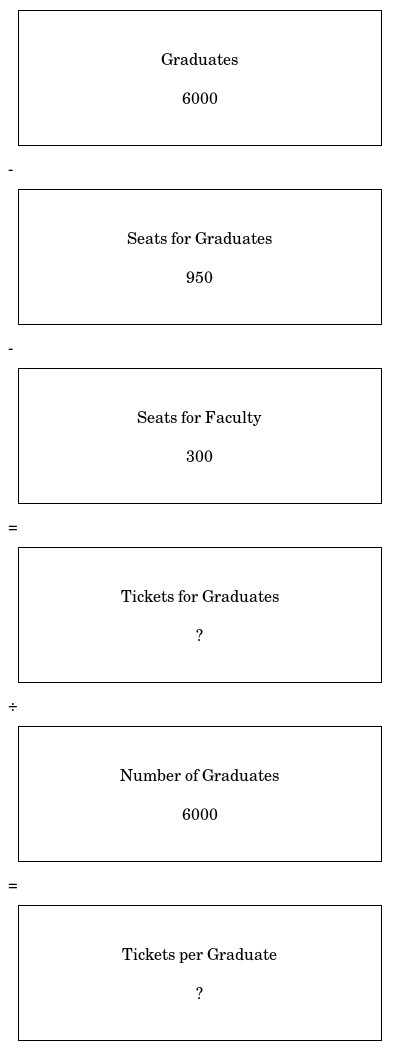 Graduates
6000
-
Seats for Graduates
950
-
Seats for Faculty
300
=
Tickets for Graduates
?
÷
Number of Graduates
6000
=
Tickets per Graduate
?